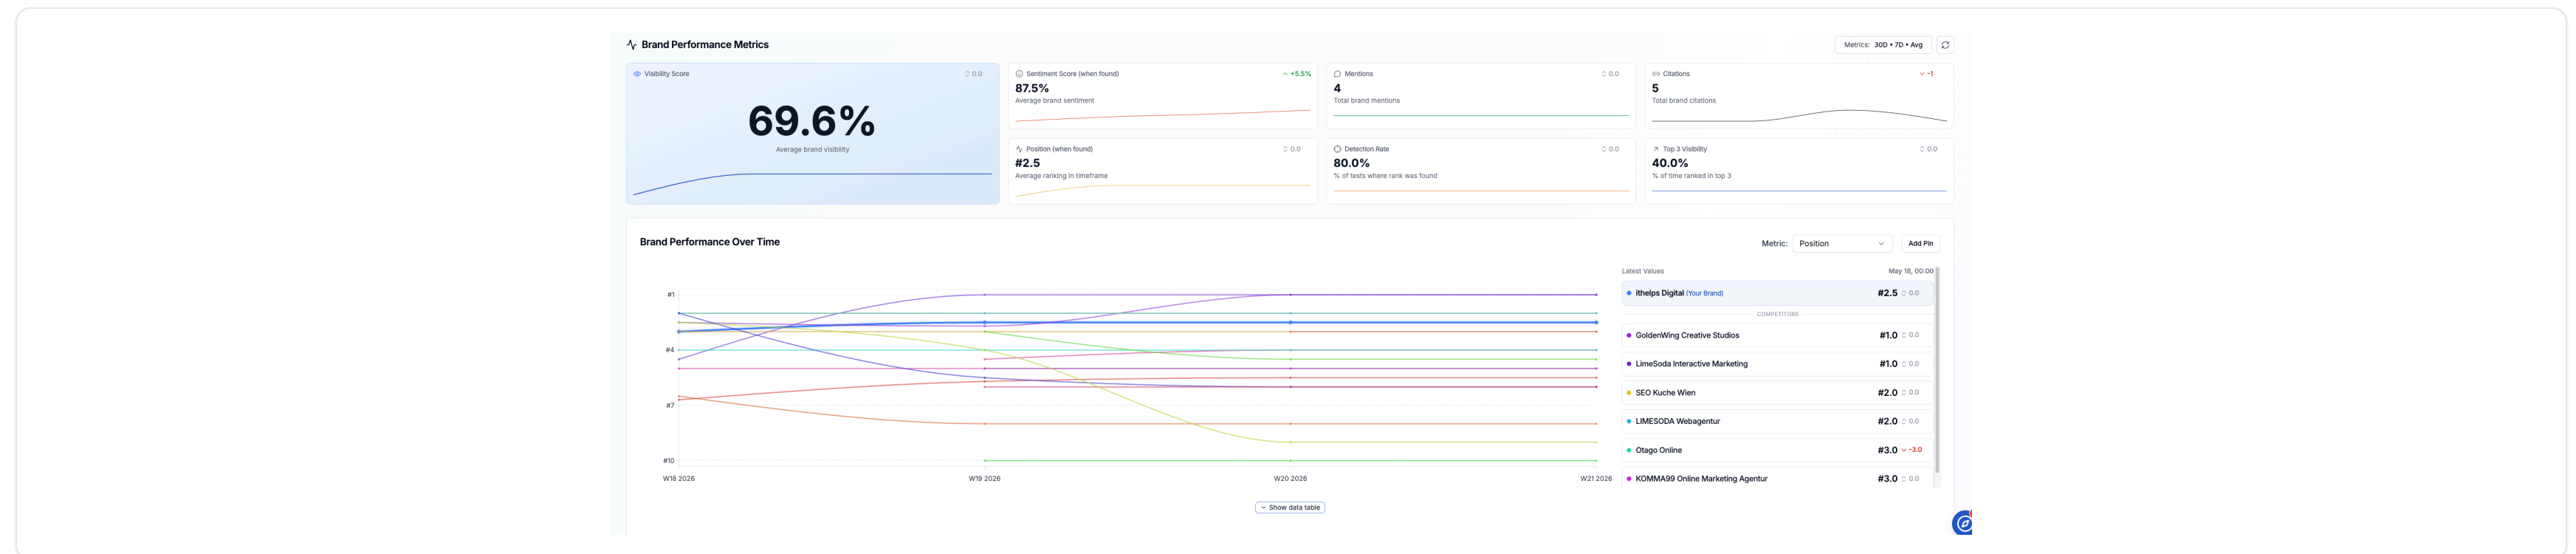 Brand Performance Metrics
Metrics: 30D • 7D • Avg
Visibility Score 0.0
69.6%
Average brand visibility
Sentiment Score (when found) +5.5%
87.5%
Average brand sentiment
Mentions 0.0
4
Total brand mentions
Citations -1
5
Total brand citations
Position (when found) 0.0
#2.5
Average ranking in timeframe
Detection Rate 0.0
80.0%
% of tests where rank was found
Top 3 Visibility 0.0
40.0%
% of time ranked in top 3
Brand Performance Over Time
Metric: Position
Add Pin
#1
#4
#7
#10
W18 2026
W19 2026
W20 2026
W21 2026
Latest Values May 18, 00:00
ithelps Digital (Your Brand) #2.5 0.0
COMPETITORS
GoldenWing Creative Studios #1.0 0.0
LimeSoda Interactive Marketing #1.0 0.0
SEO Kuche Wien #2.0 0.0
LIMESODA Webagentur #2.0 0.0
Otago Online #3.0 -3.0
KOMMA99 Online Marketing Agentur #3.0 0.0
Show data table